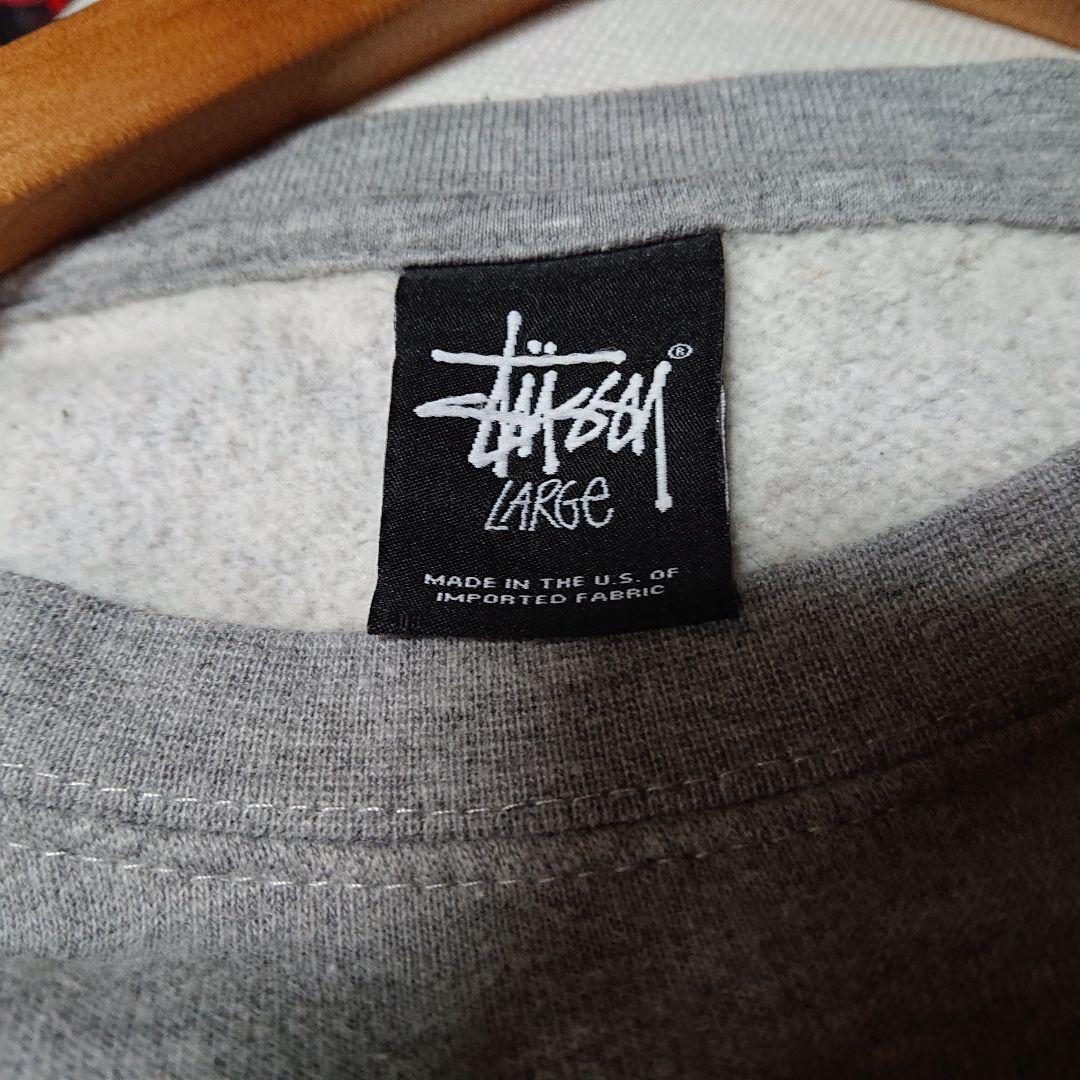 Stüssy ®
LARGe
MADE IN THE U.S. OF
IMPORTED FABRIC